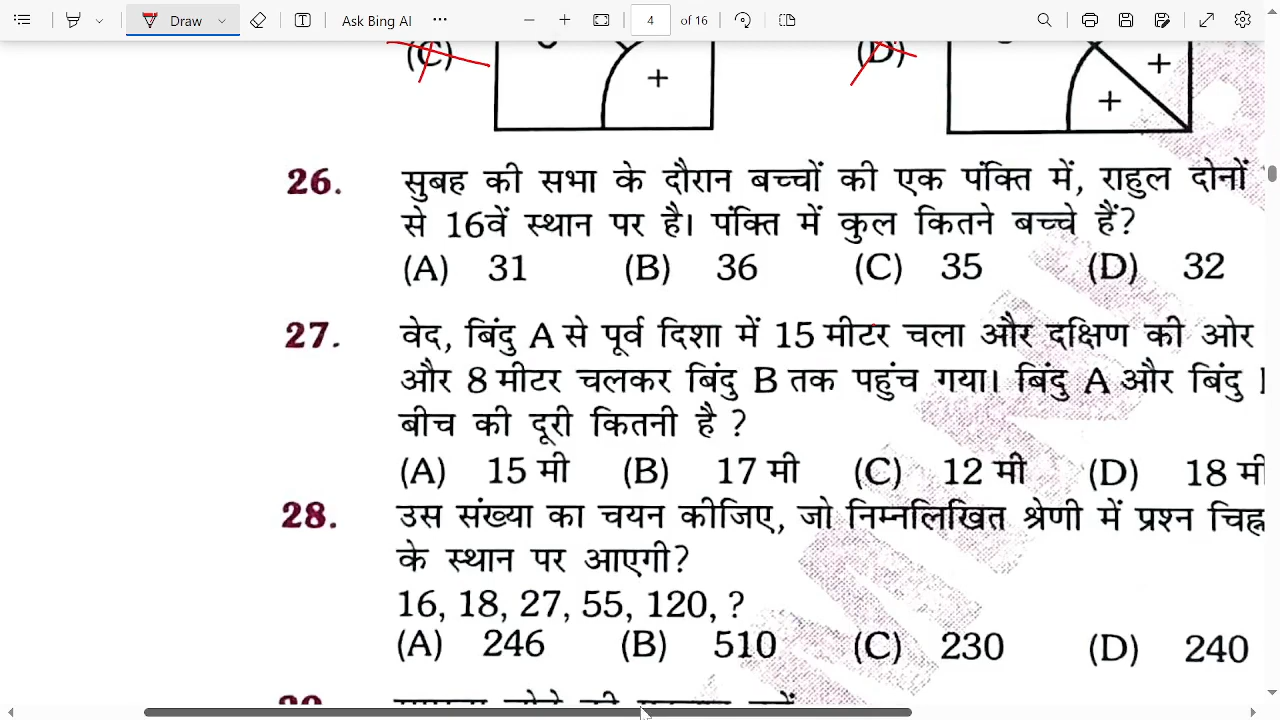 Draw
Ask Bing AI
4 of 16
(C)
+
(D)
+
+
26. सुबह की सभा के दौरान बच्चों की एक पंक्ति में, राहुल दोनों
से 16वें स्थान पर है। पंक्ति में कुल कितने बच्चे हैं?
(A) 31 (B) 36 (C) 35 (D) 32
27. वेद, बिंदु A से पूर्व दिशा में 15 मीटर चला और दक्षिण की ओर
और 8 मीटर चलकर बिंदु B तक पहुंच गया। बिंदु A और बिंदु
बीच की दूरी कितनी है ?
(A) 15 मी (B) 17 मी (C) 12 मी (D) 18 मी
28. उस संख्या का चयन कीजिए, जो निम्नलिखित श्रेणी में प्रश्न चिह्न
के स्थान पर आएगी?
16, 18, 27, 55, 120, ?
(A) 246 (B) 510 (C) 230 (D) 240